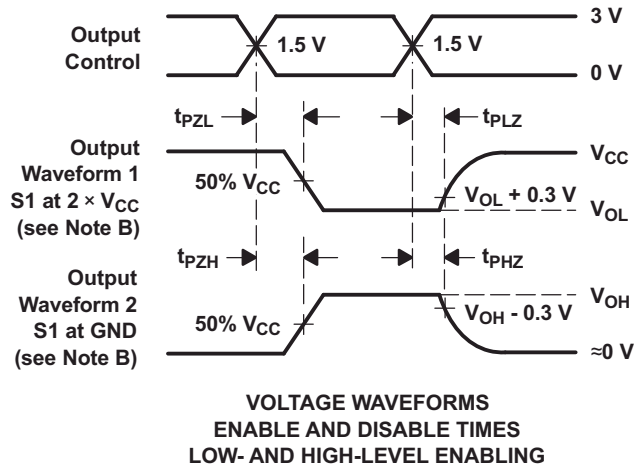 Output
Control
1.5 V
1.5 V
3 V
0 V
tPZL
tPLZ
Output
Waveform 1
S1 at 2 × VCC
(see Note B)
50% VCC
VCC
VOL + 0.3 V
VOL
tPZH
tPHZ
Output
Waveform 2
S1 at GND
(see Note B)
50% VCC
VOH
VOH - 0.3 V
≈0 V
VOLTAGE WAVEFORMS
ENABLE AND DISABLE TIMES
LOW- AND HIGH-LEVEL ENABLING